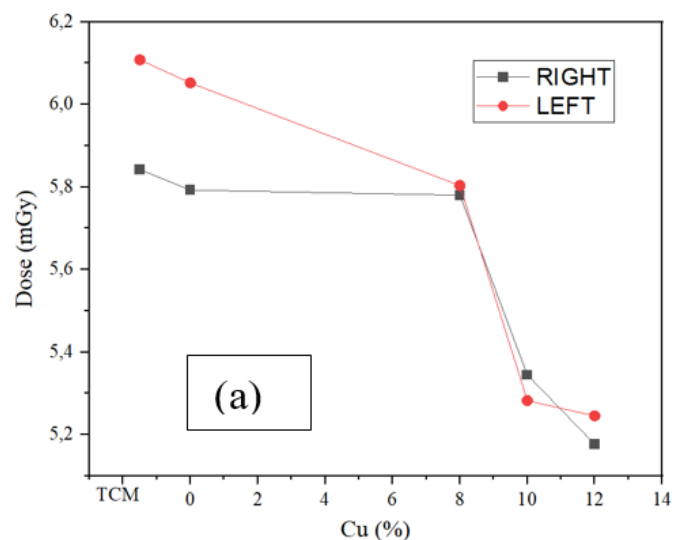 6,2
6,0
5,8
5,6
5,4
5,2
Dose (mGy)
RIGHT
LEFT
(a)
TCM 0 2 4 6 8 10 12 14
Cu (%)